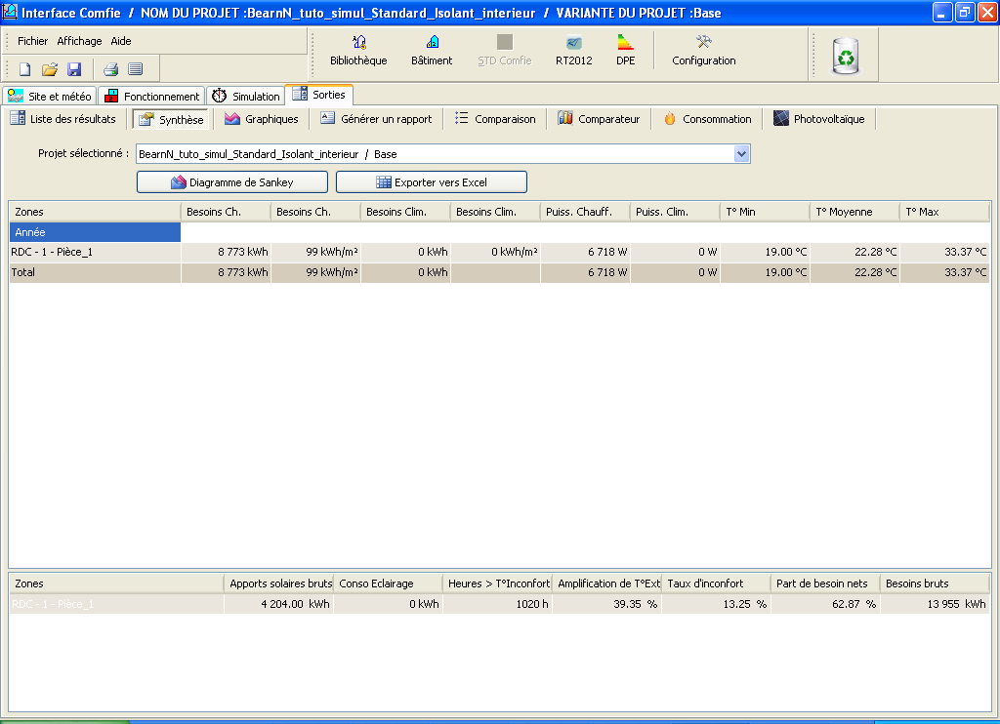 Interface Comfie / NOM DU PROJET :BearnN_tuto_simul_Standard_Isolant_interieur / VARIANTE DU PROJET :Base
Fichier Affichage Aide
Bibliothèque Bâtiment STD Comfie RT2012 DPE Configuration
Site et météo Fonctionnement Simulation Sorties
Liste des résultats Synthèse Graphiques Générer un rapport Comparaison Comparateur Consommation Photovoltaïque
Projet sélectionné : BearnN_tuto_simul_Standard_Isolant_interieur / Base
Diagramme de Sankey Exporter vers Excel
Zones Besoins Ch. Besoins Ch. Besoins Clim. Besoins Clim. Puiss. Chauff. Puiss. Clim. T° Min T° Moyenne T° Max
Année
RDC - 1 - Pièce_1 8 773 kWh 99 kWh/m² 0 kWh 0 kWh/m² 6 718 W 0 W 19.00 °C 22.28 °C 33.37 °C
Total 8 773 kWh 99 kWh/m² 0 kWh 6 718 W 0 W 19.00 °C 22.28 °C 33.37 °C
Zones Apports solaires bruts Conso Eclairage Heures > T°Inconfort Amplification de T°Ext Taux d'inconfort Part de besoin nets Besoins bruts
RDC - 1 - Pièce_1 4 204.00 kWh 0 kWh 1020 h 39.35 % 13.25 % 62.87 % 13 955 kWh